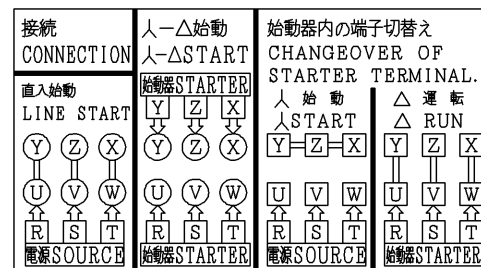 接続
CONNECTION
直入始動
LINE START
Y Z X
U V W
R S T
電源SOURCE
人－△始動
人－△START
始動器STARTER
Y Z X
Y Z X
U V W
R S T
始動器STARTER
始動器内の端子切替え
CHANGEOVER OF
STARTER TERMINAL.
人 始動
人START
Y Z X
U V W
R S T
電源SOURCE
△ 運転
△ RUN
Y Z X
U V W
R S T
始動器STARTER